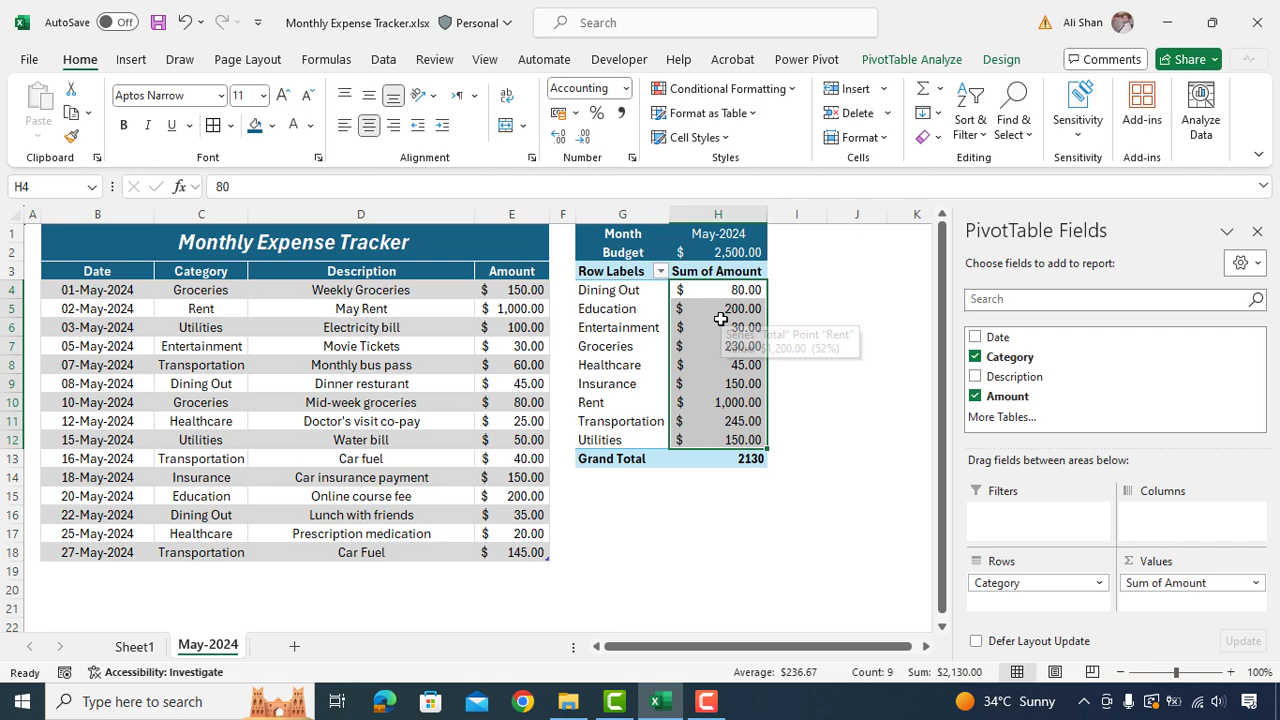 AutoSave Off Monthly Expense Tracker.xlsx Personal Search Ali Shan
File Home Insert Draw Page Layout Formulas Data Review View Automate Developer Help Acrobat Power Pivot PivotTable Analyze Design Comments Share
Paste
Aptos Narrow 11
B I U
Accounting
Conditional Formatting
Format as Table
Cell Styles
Insert
Delete
Format
Sort & Filter
Find & Select
Sensitivity
Add-ins
Analyze Data
Clipboard Font Alignment Number Styles Cells Editing Sensitivity Add-ins
H4 fx 80
A B C D E F G H I J K
1 Monthly Expense Tracker Month May-2024
2 Budget $ 2,500.00
3 Date Category Description Amount Row Labels Sum of Amount
4 01-May-2024 Groceries Weekly Groceries $ 150.00 Dining Out $ 80.00
5 02-May-2024 Rent May Rent $ 1,000.00 Education $ 200.00
6 03-May-2024 Utilities Electricity bill $ 100.00 Entertainment $ 30.00
7 05-May-2024 Entertainment Movie Tickets $ 30.00 Groceries $ 230.00
8 07-May-2024 Transportation Monthly bus pass $ 60.00 Healthcare $ 45.00
9 08-May-2024 Dining Out Dinner resturant $ 45.00 Insurance $ 150.00
10 10-May-2024 Groceries Mid-week groceries $ 80.00 Rent $ 1,000.00
11 12-May-2024 Healthcare Doctor's visit co-pay $ 25.00 Transportation $ 245.00
12 15-May-2024 Utilities Water bill $ 50.00 Utilities $ 150.00
13 16-May-2024 Transportation Car fuel $ 40.00 Grand Total 2130
14 18-May-2024 Insurance Car insurance payment $ 150.00
15 20-May-2024 Education Online course fee $ 200.00
16 22-May-2024 Dining Out Lunch with friends $ 35.00
17 25-May-2024 Healthcare Prescription medication $ 20.00
18 27-May-2024 Transportation Car Fuel $ 145.00
19
20
21
22
Series "Total" Point "Rent"
$1,200.00 (52%)
PivotTable Fields
Choose fields to add to report:
Search
Date
Category
Description
Amount
More Tables...
Drag fields between areas below:
Filters Columns
Rows Values
Category Sum of Amount
Defer Layout Update Update
Sheet1 May-2024
Ready Accessibility: Investigate Average: $236.67 Count: 9 Sum: $2,130.00 100%
Type here to search 34°C Sunny